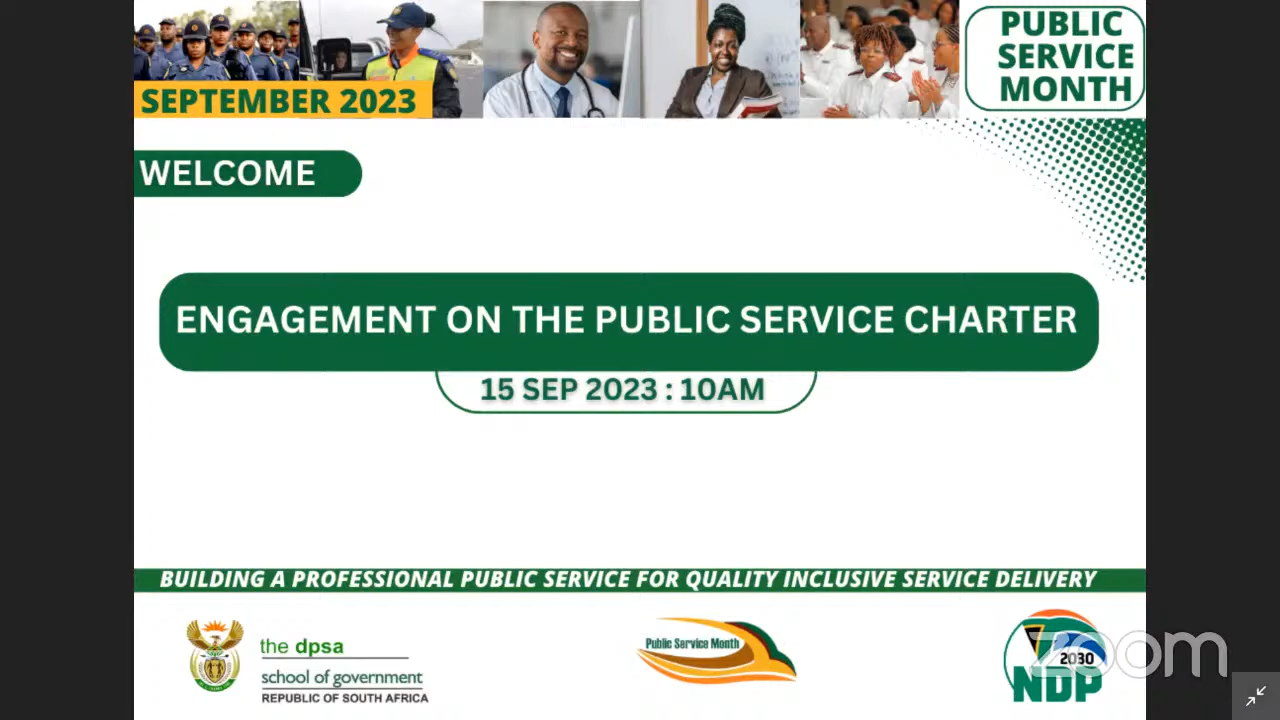 SEPTEMBER 2023
PUBLIC
SERVICE
MONTH
WELCOME
ENGAGEMENT ON THE PUBLIC SERVICE CHARTER
15 SEP 2023 : 10AM
BUILDING A PROFESSIONAL PUBLIC SERVICE FOR QUALITY INCLUSIVE SERVICE DELIVERY
the dpsa
school of government
REPUBLIC OF SOUTH AFRICA
Public Service Month
2030
NDP
zoom